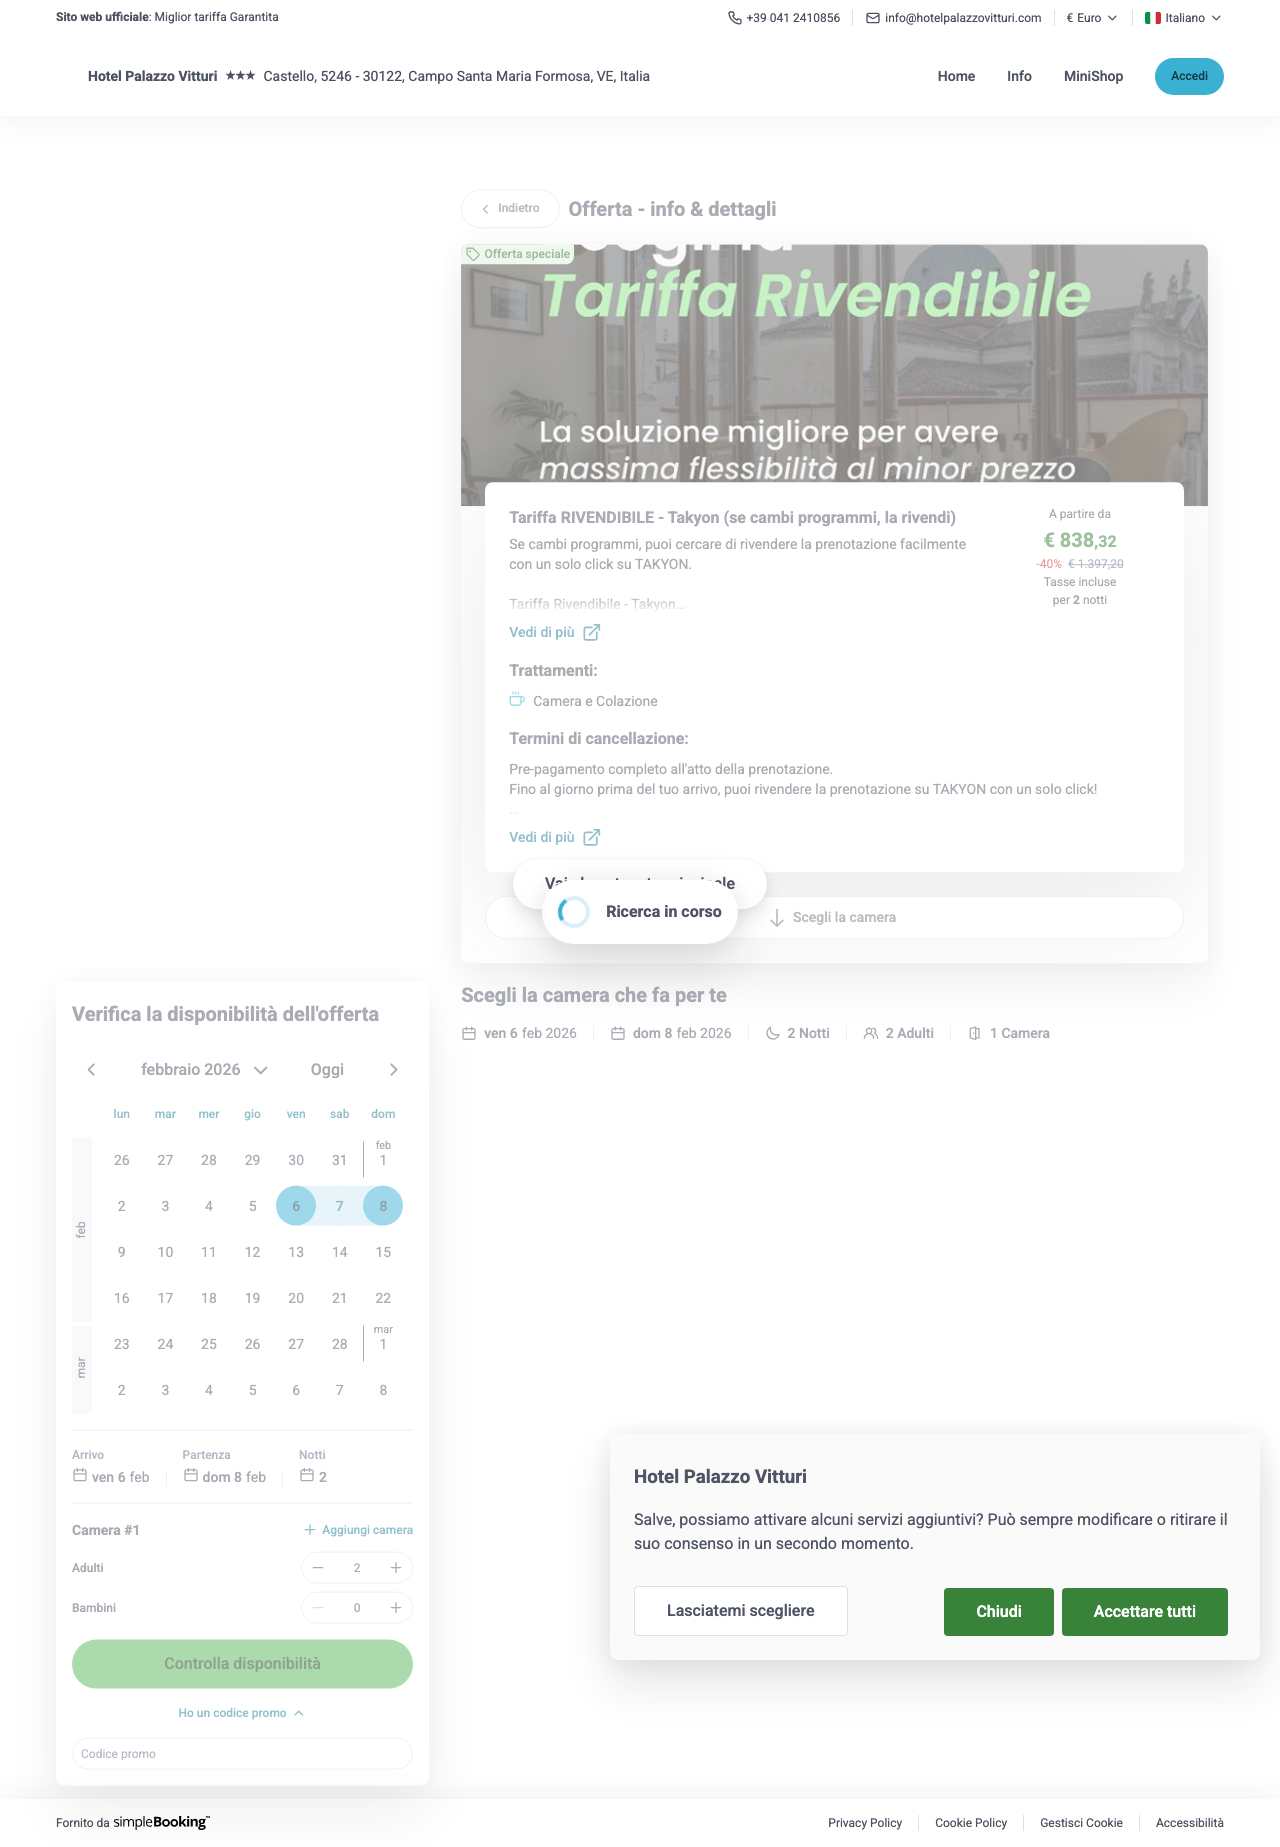 Sito web ufficiale: Miglior tariffa Garantita
+39 041 2410856
info@hotelpalazzovitturi.com
€ Euro
Italiano
Hotel Palazzo Vitturi ★★★ Castello, 5246 - 30122, Campo Santa Maria Formosa, VE, Italia
Home
Info
MiniShop
Accedi
Indietro
Offerta - info & dettagli
Offerta speciale
Tariffa Rivendibile
La soluzione migliore per avere
massima flessibilità al minor prezzo
Tariffa RIVENDIBILE - Takyon (se cambi programmi, la rivendi)
Se cambi programmi, puoi cercare di rivendere la prenotazione facilmente
con un solo click su TAKYON.
Tariffa Rivendibile - Takyon...
Vedi di più
A partire da
€ 838,32
-40% € 1.397,20
Tasse incluse
per 2 notti
Trattamenti:
Camera e Colazione
Termini di cancellazione:
Pre-pagamento completo all'atto della prenotazione.
Fino al giorno prima del tuo arrivo, puoi rivendere la prenotazione su TAKYON con un solo click!
...
Vedi di più
Ricerca in corso
Scegli la camera
Scegli la camera che fa per te
ven 6 feb 2026
dom 8 feb 2026
2 Notti
2 Adulti
1 Camera
Verifica la disponibilità dell'offerta
febbraio 2026
Oggi
lun mar mer gio ven sab dom
feb
26 27 28 29 30 31 1
2 3 4 5 6 7 8
feb
9 10 11 12 13 14 15
16 17 18 19 20 21 22
mar
23 24 25 26 27 28 1
mar
2 3 4 5 6 7 8
Arrivo
ven 6 feb
Partenza
dom 8 feb
Notti
2
Camera #1
Aggiungi camera
Adulti
2
Bambini
0
Controlla disponibilità
Ho un codice promo
Codice promo
Hotel Palazzo Vitturi
Salve, possiamo attivare alcuni servizi aggiuntivi? Può sempre modificare o ritirare il
suo consenso in un secondo momento.
Lasciatemi scegliere
Chiudi
Accettare tutti
Fornito da simpleBooking™
Privacy Policy
Cookie Policy
Gestisci Cookie
Accessibilità